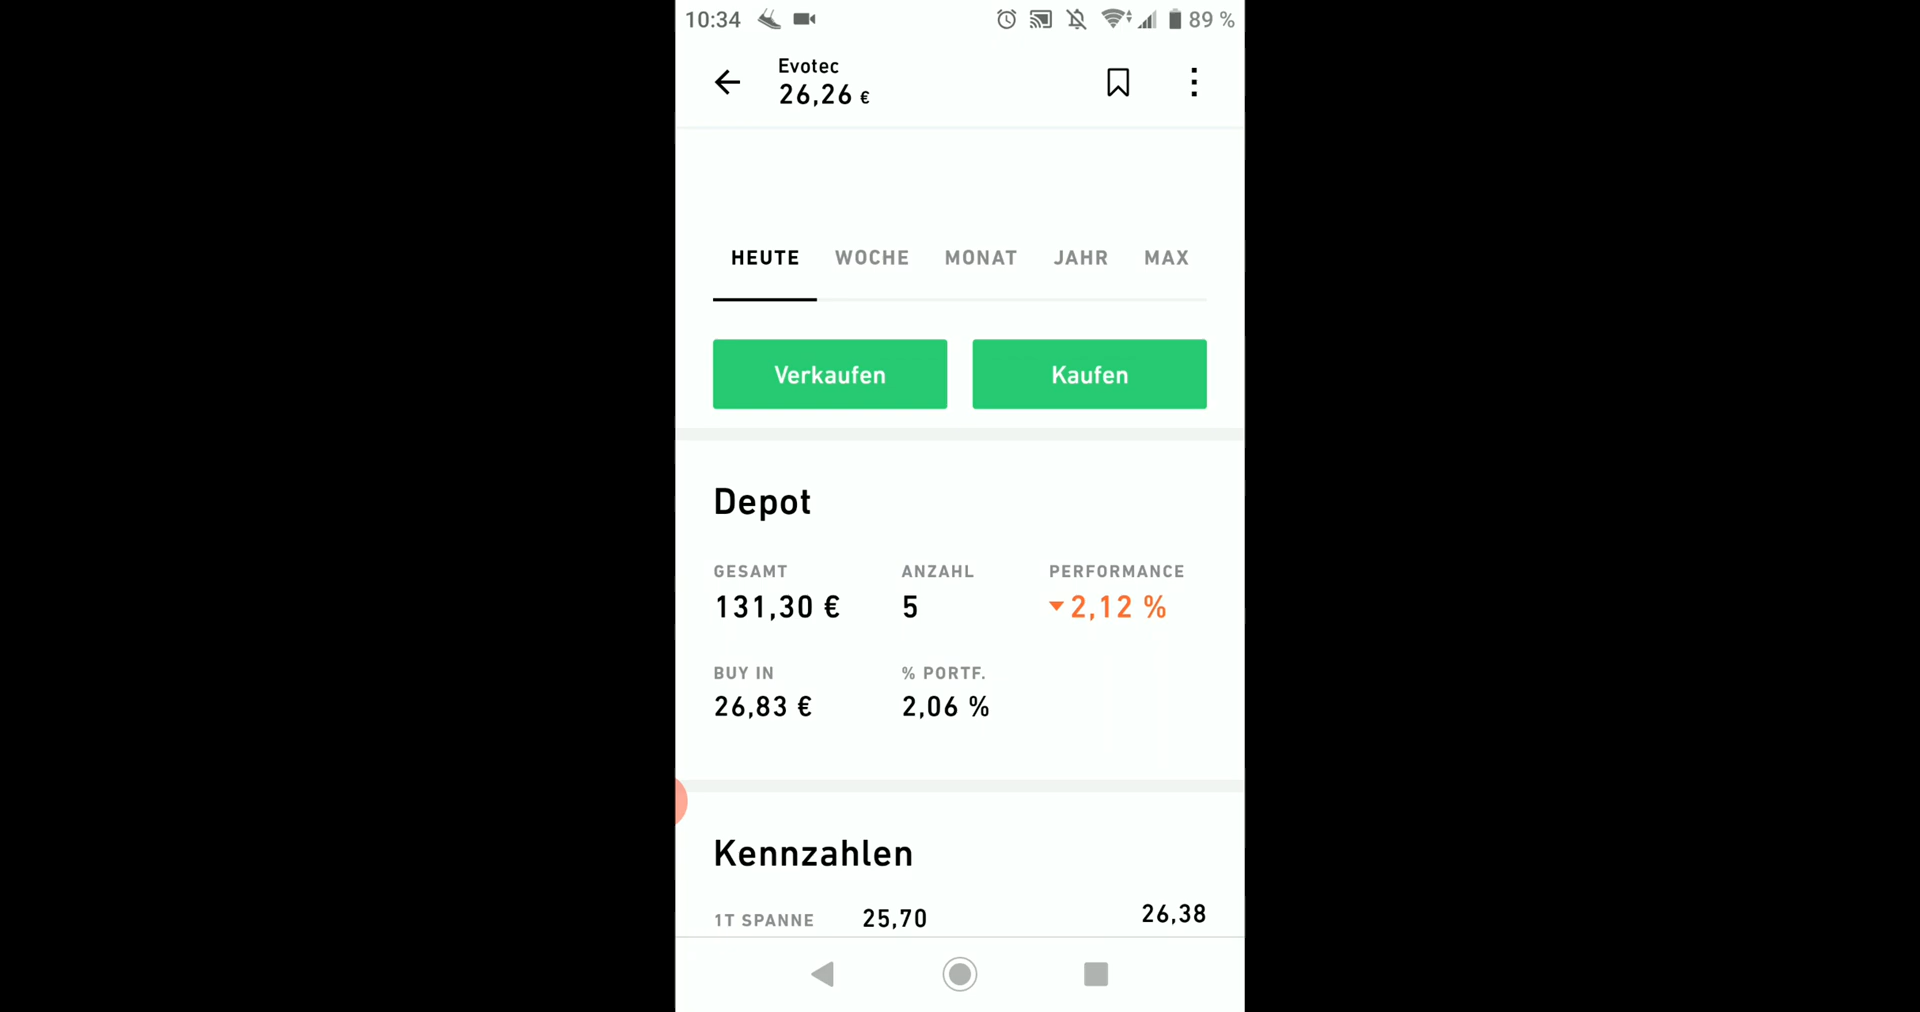 10:34 89 %
Evotec
26,26 €
HEUTE WOCHE MONAT JAHR MAX
Verkaufen Kaufen
Depot
GESAMT ANZAHL PERFORMANCE
131,30 € 5 2,12 %
BUY IN % PORTF.
26,83 € 2,06 %
Kennzahlen
1T SPANNE 25,70 26,38